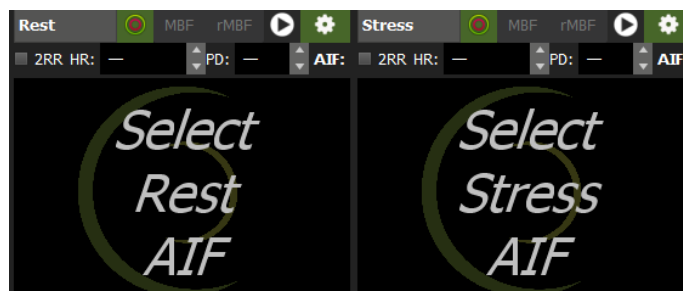 Rest MBF rMBF Stress MBF rMBF
2RR HR: — PD: — AIF: 2RR HR: — PD: — AIF
Select
Rest
AIF
Select
Stress
AIF